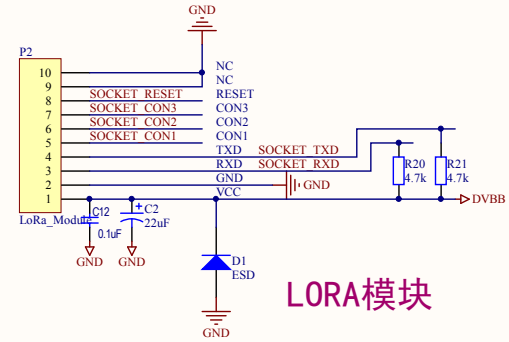 GND
P2
10 NC
9 NC
8 SOCKET_RESET RESET
7 SOCKET_CON3 CON3
6 SOCKET_CON2 CON2
5 SOCKET_CON1 CON1
4 TXD SOCKET_TXD
3 RXD SOCKET_RXD
2 GND GND
1 VCC
R20
4.7k
R21
4.7k
DVBB
LoRa_Module
C12
0.1uF
+
C2
22uF
GND
GND
D1
ESD
GND
LORA模块